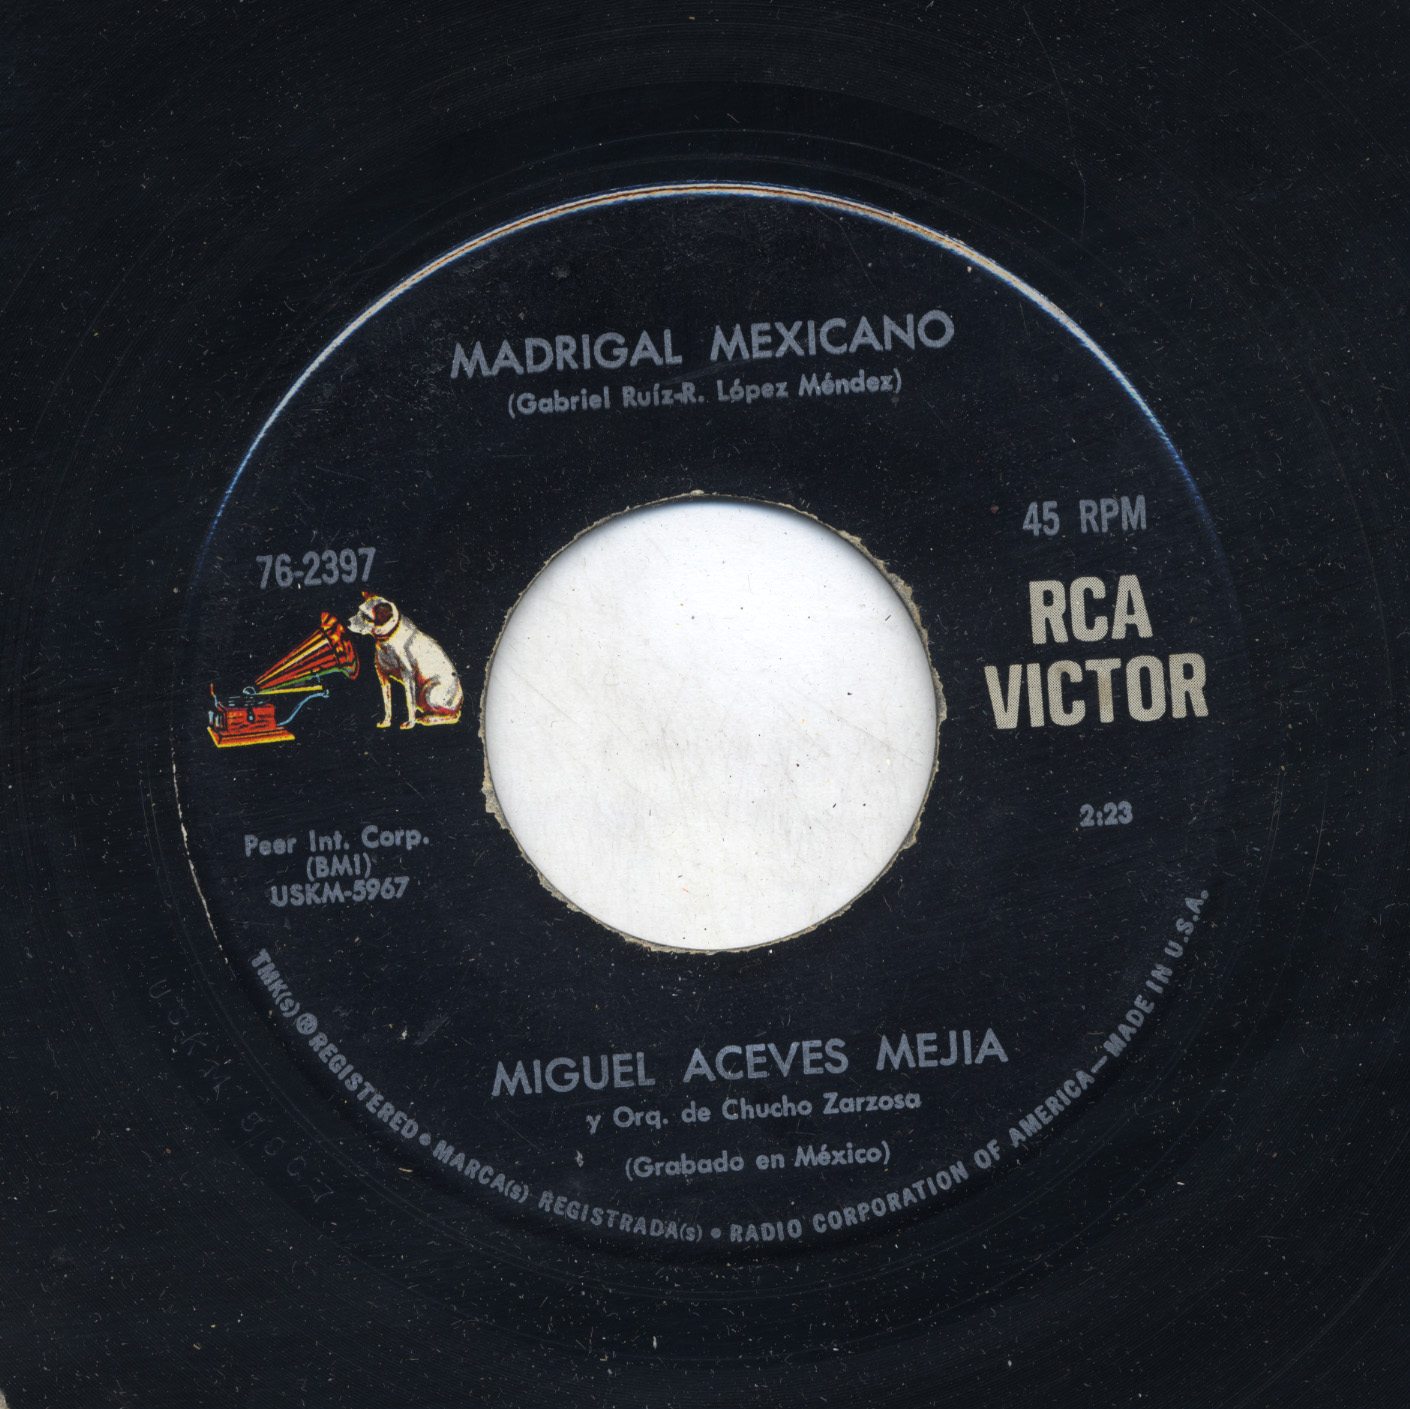 MADRIGAL MEXICANO
(Gabriel Ruíz-R. López Méndez)
76-2397
45 RPM
RCA
VICTOR
Peer Int. Corp.
(BMI)
USKM-5967
2:23
MIGUEL ACEVES MEJIA
y Orq. de Chucho Zarzosa
(Grabado en México)
TMK(s) ® REGISTERED • MARCA(s) REGISTRADA(s) • RADIO CORPORATION OF AMERICA—MADE IN U.S.A.